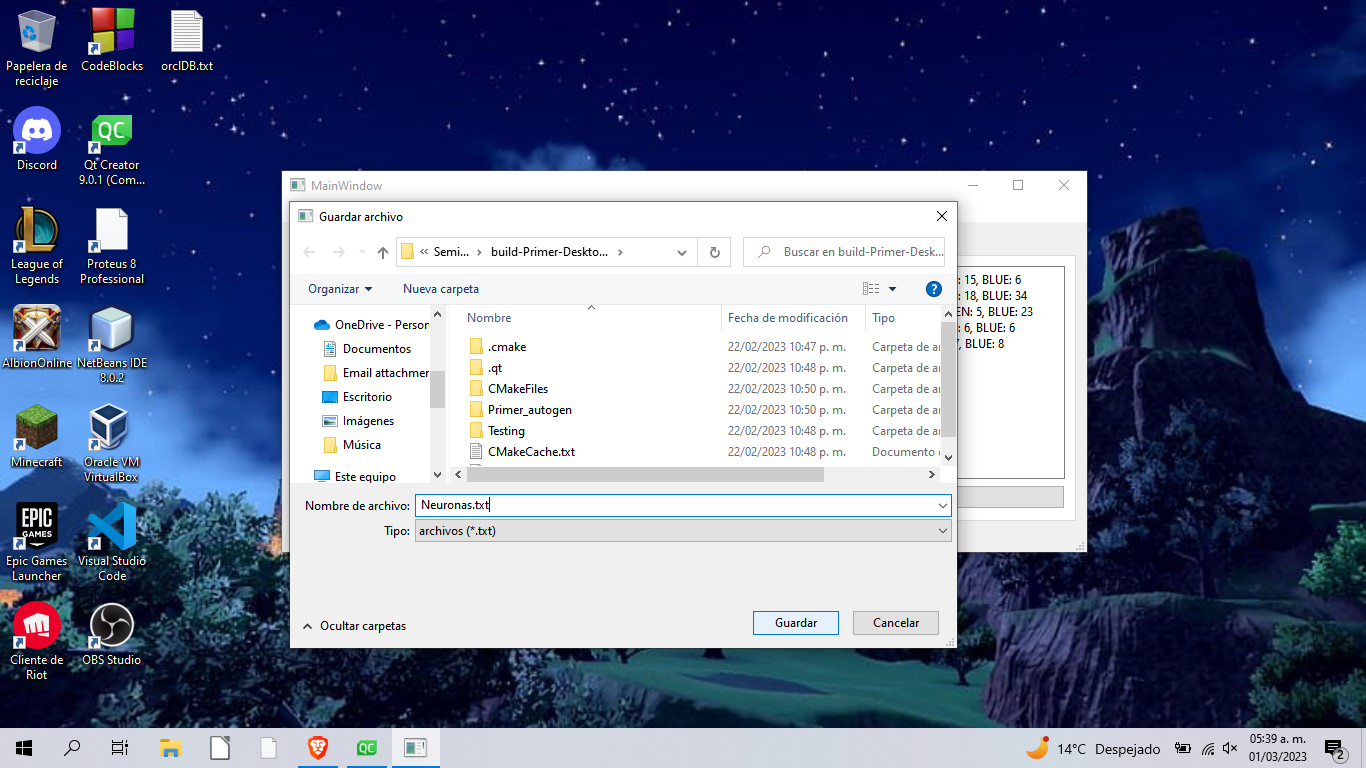 Papelera de reciclaje
CodeBlocks
orclDB.txt
Discord
Qt Creator 9.0.1 (Com...
League of Legends
Proteus 8 Professional
AlbionOnline
NetBeans IDE 8.0.2
Minecraft
Oracle VM VirtualBox
Epic Games Launcher
Visual Studio Code
Cliente de Riot
OBS Studio
EPIC GAMES
MainWindow
Guardar archivo
« Semi... › build-Primer-Deskto... ›
Buscar en build-Primer-Desk...
Organizar
Nueva carpeta
OneDrive - Person
Documentos
Email attachmer
Escritorio
Imágenes
Música
Este equipo
Nombre Fecha de modificación Tipo
.cmake 22/02/2023 10:47 p. m. Carpeta de ar
.qt 22/02/2023 10:48 p. m. Carpeta de ar
CMakeFiles 22/02/2023 10:50 p. m. Carpeta de ar
Primer_autogen 22/02/2023 10:50 p. m. Carpeta de ar
Testing 22/02/2023 10:48 p. m. Carpeta de ar
CMakeCache.txt 22/02/2023 10:48 p. m. Documento
Nombre de archivo: Neuronas.txt
Tipo: archivos (*.txt)
Ocultar carpetas
Guardar
Cancelar
: 15, BLUE: 6
: 18, BLUE: 34
EN: 5, BLUE: 23
: 6, BLUE: 6
7, BLUE: 8
QC
14°C Despejado
05:39 a. m.
01/03/2023
2